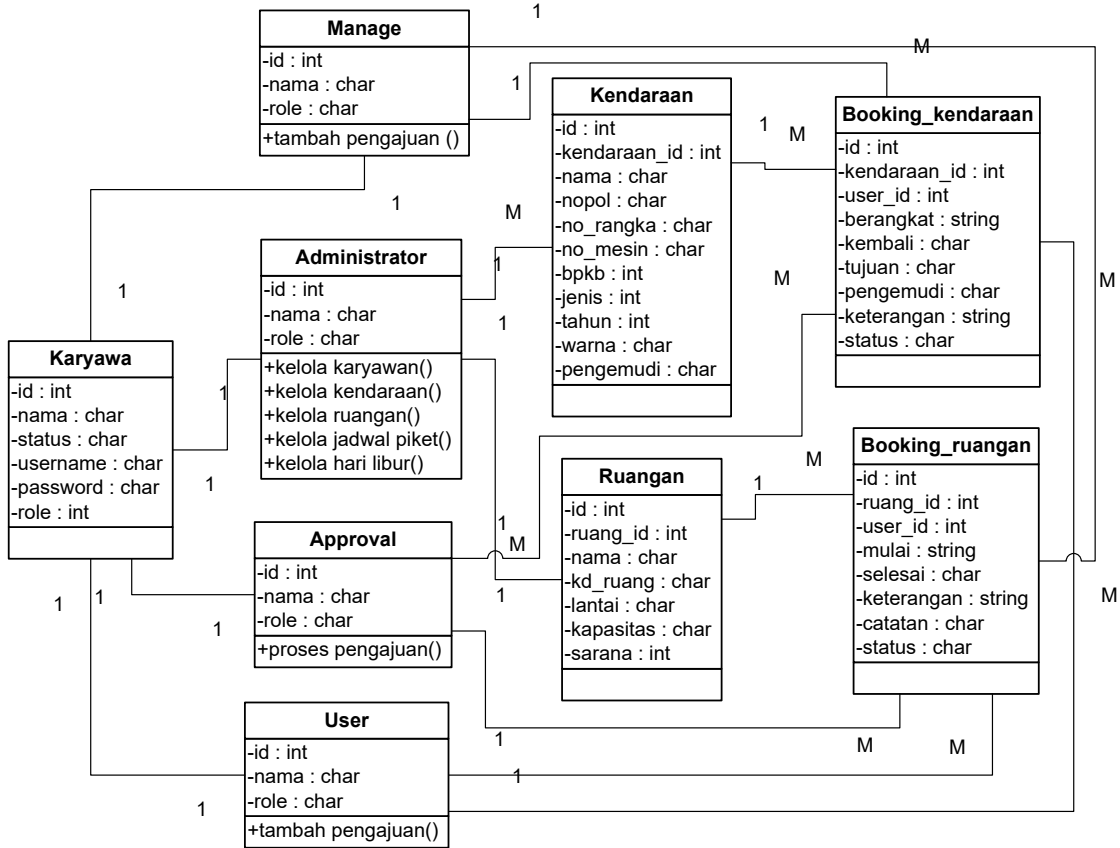 Manage
-id : int
-nama : char
-role : char
+tambah pengajuan ()
Kendaraan
-id : int
-kendaraan_id : int
-nama : char
-nopol : char
-no_rangka : char
-no_mesin : char
-bpkb : int
-jenis : int
-tahun : int
-warna : char
-pengemudi : char
Booking_kendaraan
-id : int
-kendaraan_id : int
-user_id : int
-berangkat : string
-kembali : char
-tujuan : char
-pengemudi : char
-keterangan : string
-status : char
Administrator
-id : int
-nama : char
-role : char
+kelola karyawan()
+kelola kendaraan()
+kelola ruangan()
+kelola jadwal piket()
+kelola hari libur()
Karyawa
-id : int
-nama : char
-status : char
-username : char
-password : char
-role : int
Approval
-id : int
-nama : char
-role : char
+proses pengajuan()
Ruangan
-id : int
-ruang_id : int
-nama : char
-kd_ruang : char
-lantai : char
-kapasitas : char
-sarana : int
Booking_ruangan
-id : int
-ruang_id : int
-user_id : int
-mulai : string
-selesai : char
-keterangan : string
-catatan : char
-status : char
User
-id : int
-nama : char
-role : char
+tambah pengajuan()
1
M
1
1
M
1
M
1
M
1
1
M
1
1
M
1
1
M
1
1
1
1
M
1
M
M
1
1